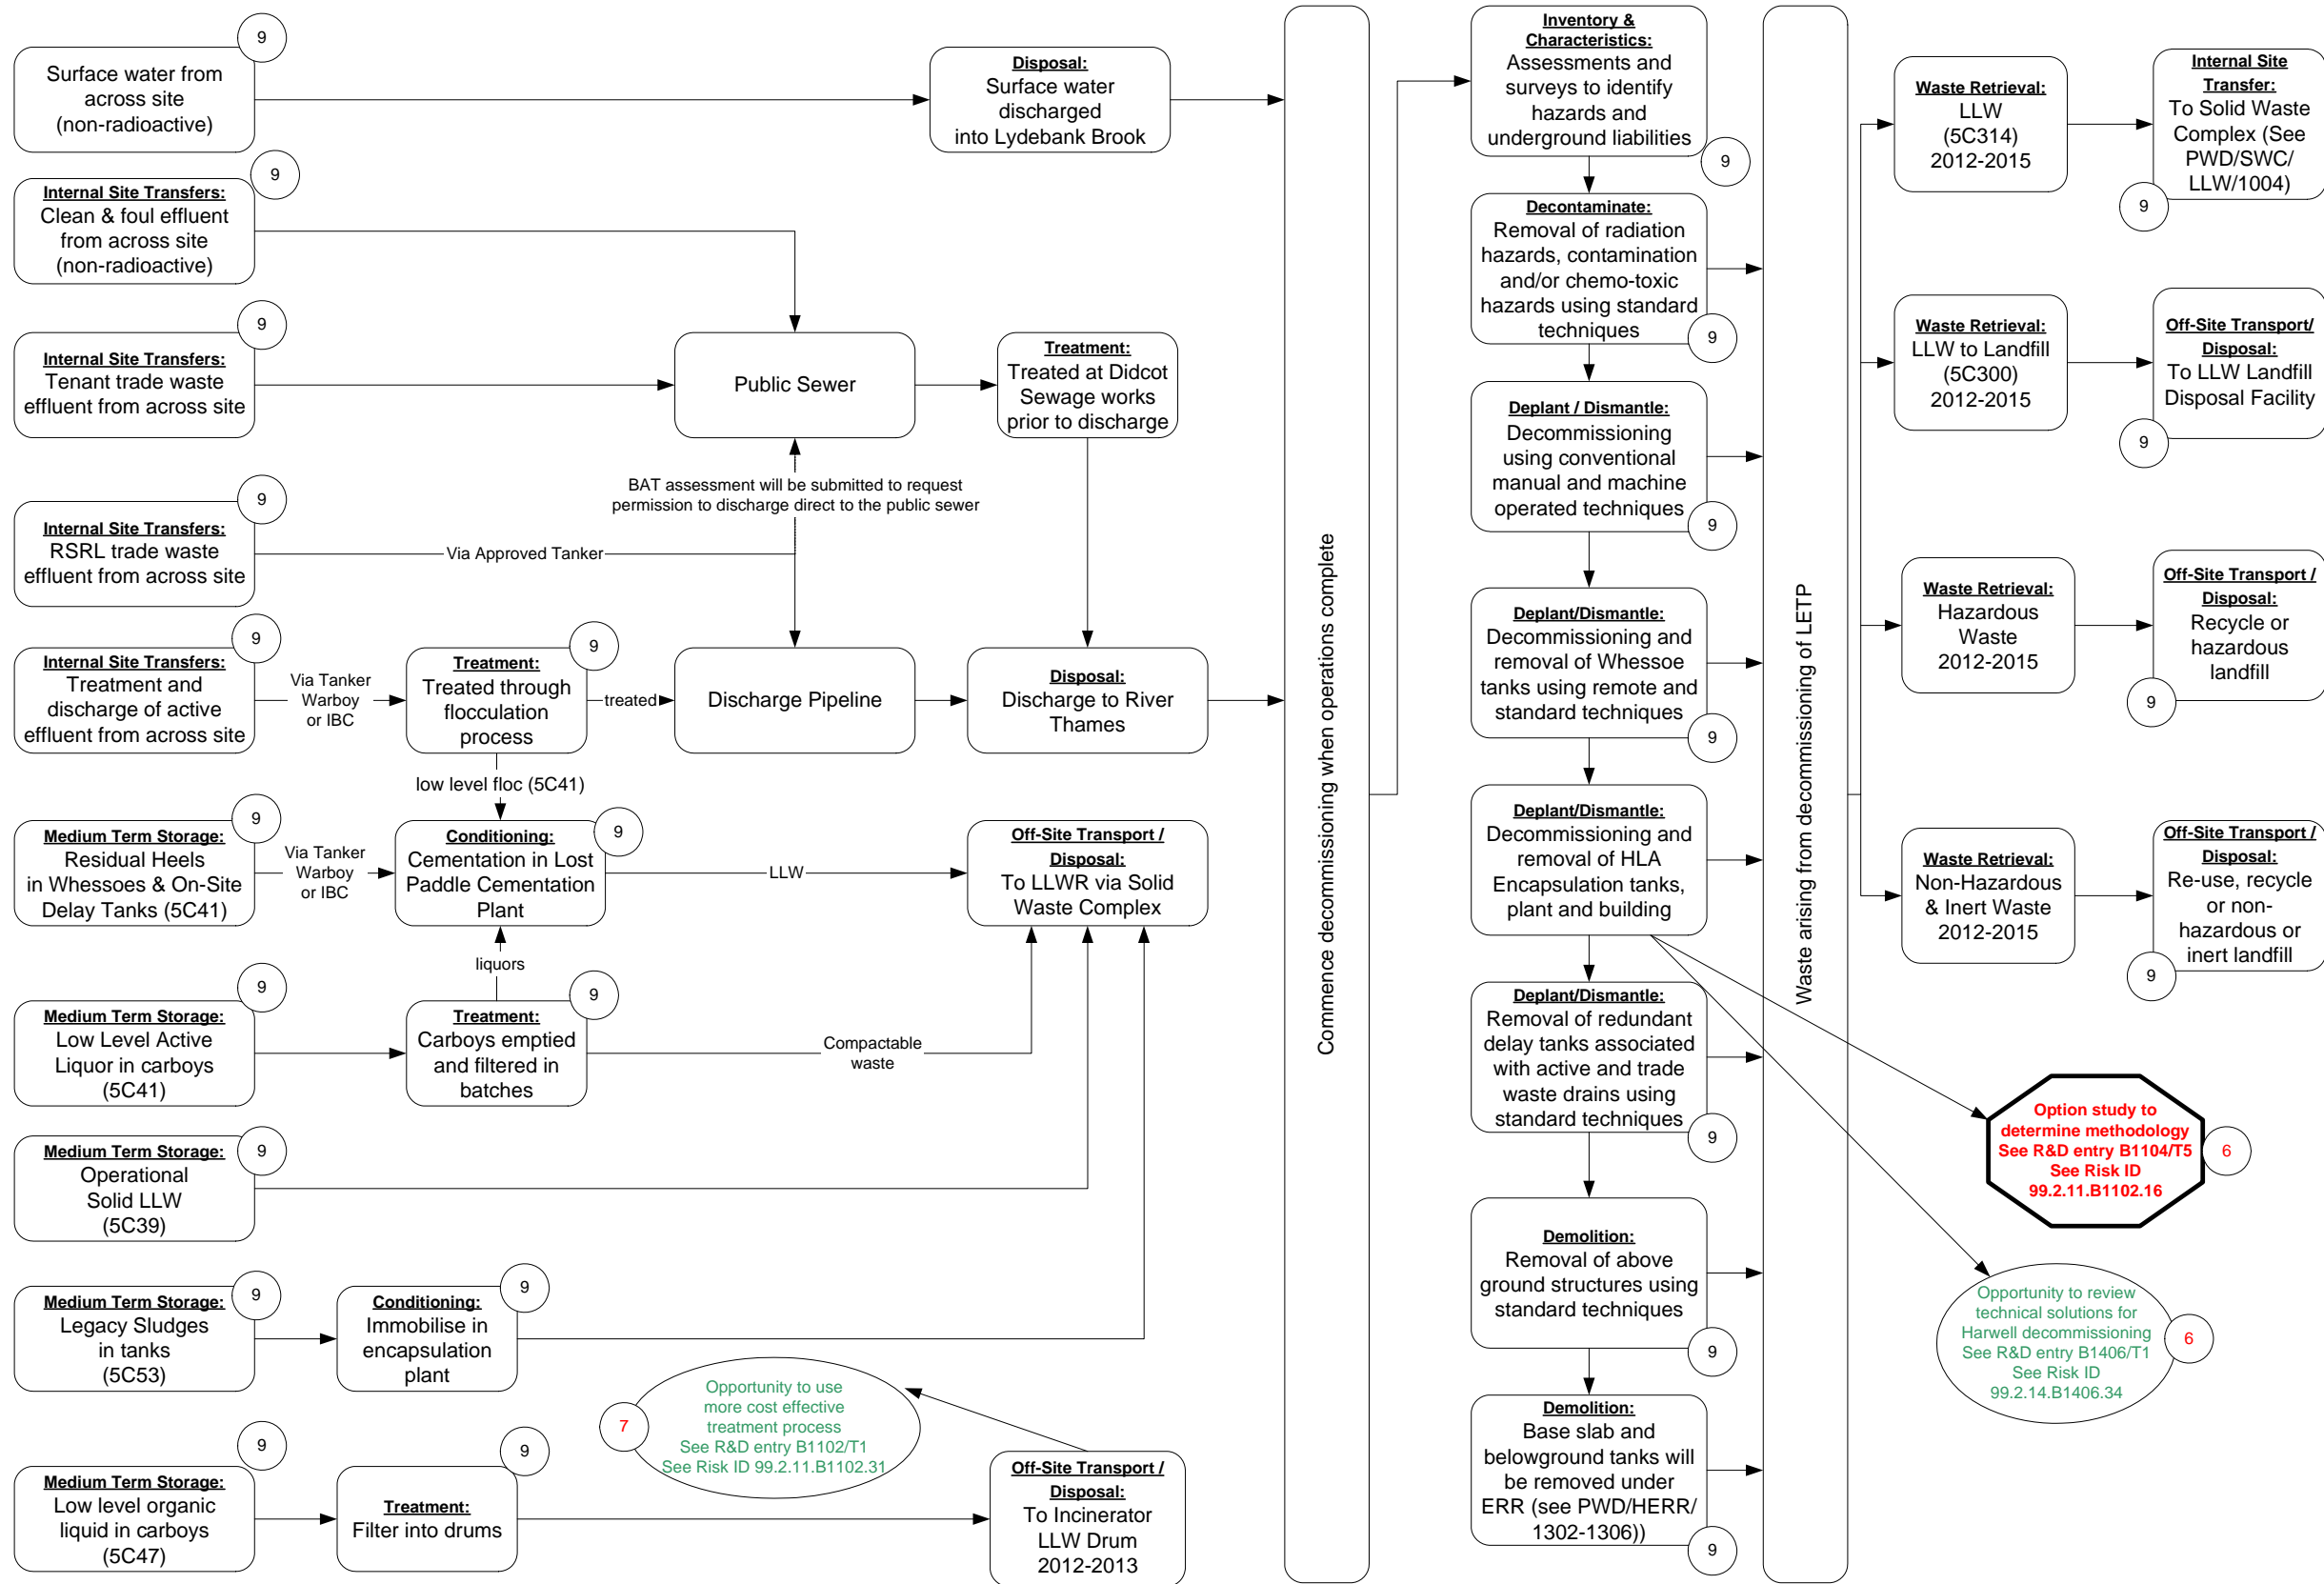 9
Surface water from
across site
(non-radioactive)
Disposal:
Surface water
discharged
into Lydebank Brook
9
Internal Site Transfers:
Clean & foul effluent
from across site
(non-radioactive)
9
Internal Site Transfers:
Tenant trade waste
effluent from across site
Public Sewer
Treatment:
Treated at Didcot
Sewage works
prior to discharge
BAT assessment will be submitted to request
permission to discharge direct to the public sewer
9
Internal Site Transfers:
RSRL trade waste
effluent from across site
Via Approved Tanker
9
Internal Site Transfers:
Treatment and
discharge of active
effluent from across site
Via Tanker
Warboy
or IBC
9
Treatment:
Treated through
flocculation
process
treated
Discharge Pipeline
Disposal:
Discharge to River
Thames
low level floc (5C41)
9
Medium Term Storage:
Residual Heels
in Whessoes & On-Site
Delay Tanks (5C41)
Via Tanker
Warboy
or IBC
9
Conditioning:
Cementation in Lost
Paddle Cementation
Plant
LLW
Off-Site Transport /
Disposal:
To LLWR via Solid
Waste Complex
liquors
9
Medium Term Storage:
Low Level Active
Liquor in carboys
(5C41)
9
Treatment:
Carboys emptied
and filtered in
batches
Compactable
waste
9
Medium Term Storage:
Operational
Solid LLW
(5C39)
9
Medium Term Storage:
Legacy Sludges
in tanks
(5C53)
9
Conditioning:
Immobilise in
encapsulation
plant
7
Opportunity to use
more cost effective
treatment process
See R&D entry B1102/T1
See Risk ID 99.2.11.B1102.31
9
Medium Term Storage:
Low level organic
liquid in carboys
(5C47)
9
Treatment:
Filter into drums
Off-Site Transport /
Disposal:
To Incinerator
LLW Drum
2012-2013
Commence decommissioning when operations complete
Inventory &
Characteristics:
Assessments and
surveys to identify
hazards and
underground liabilities
9
Decontaminate:
Removal of radiation
hazards, contamination
and/or chemo-toxic
hazards using standard
techniques
9
Deplant / Dismantle:
Decommissioning
using conventional
manual and machine
operated techniques
9
Deplant/Dismantle:
Decommissioning and
removal of Whessoe
tanks using remote and
standard techniques
9
Deplant/Dismantle:
Decommissioning and
removal of HLA
Encapsulation tanks,
plant and building
Deplant/Dismantle:
Removal of redundant
delay tanks associated
with active and trade
waste drains using
standard techniques
9
Demolition:
Removal of above
ground structures using
standard techniques
9
Demolition:
Base slab and
belowground tanks will
be removed under
ERR (see PWD/HERR/
1302-1306))
9
Waste arising from decommissioning of LETP
Waste Retrieval:
LLW
(5C314)
2012-2015
Internal Site
Transfer:
To Solid Waste
Complex (See
PWD/SWC/
LLW/1004)
9
Waste Retrieval:
LLW to Landfill
(5C300)
2012-2015
Off-Site Transport/
Disposal:
To LLW Landfill
Disposal Facility
9
Waste Retrieval:
Hazardous
Waste
2012-2015
Off-Site Transport /
Disposal:
Recycle or
hazardous
landfill
9
Waste Retrieval:
Non-Hazardous
& Inert Waste
2012-2015
Off-Site Transport /
Disposal:
Re-use, recycle
or non-
hazardous or
inert landfill
9
Option study to
determine methodology
See R&D entry B1104/T5
See Risk ID
99.2.11.B1102.16
6
Opportunity to review
technical solutions for
Harwell decommissioning
See R&D entry B1406/T1
See Risk ID
99.2.14.B1406.34
6